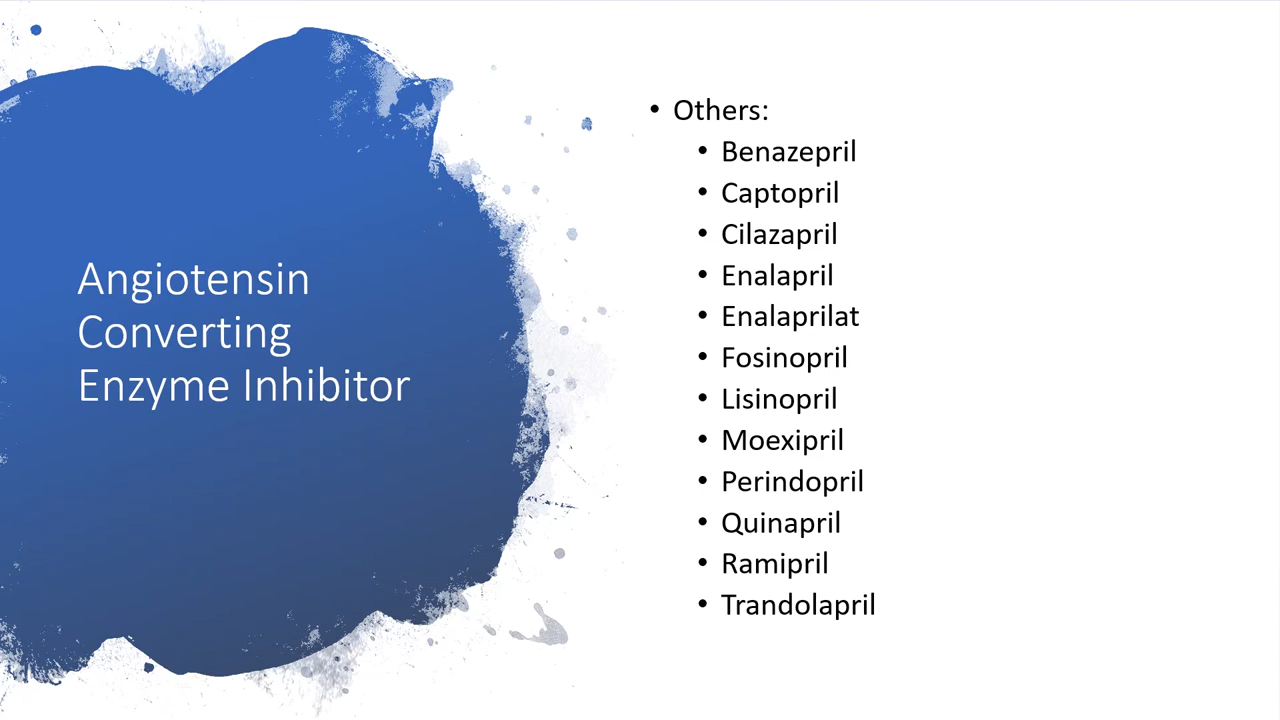 Angiotensin
Converting
Enzyme Inhibitor
• Others:
• Benazepril
• Captopril
• Cilazapril
• Enalapril
• Enalaprilat
• Fosinopril
• Lisinopril
• Moexipril
• Perindopril
• Quinapril
• Ramipril
• Trandolapril